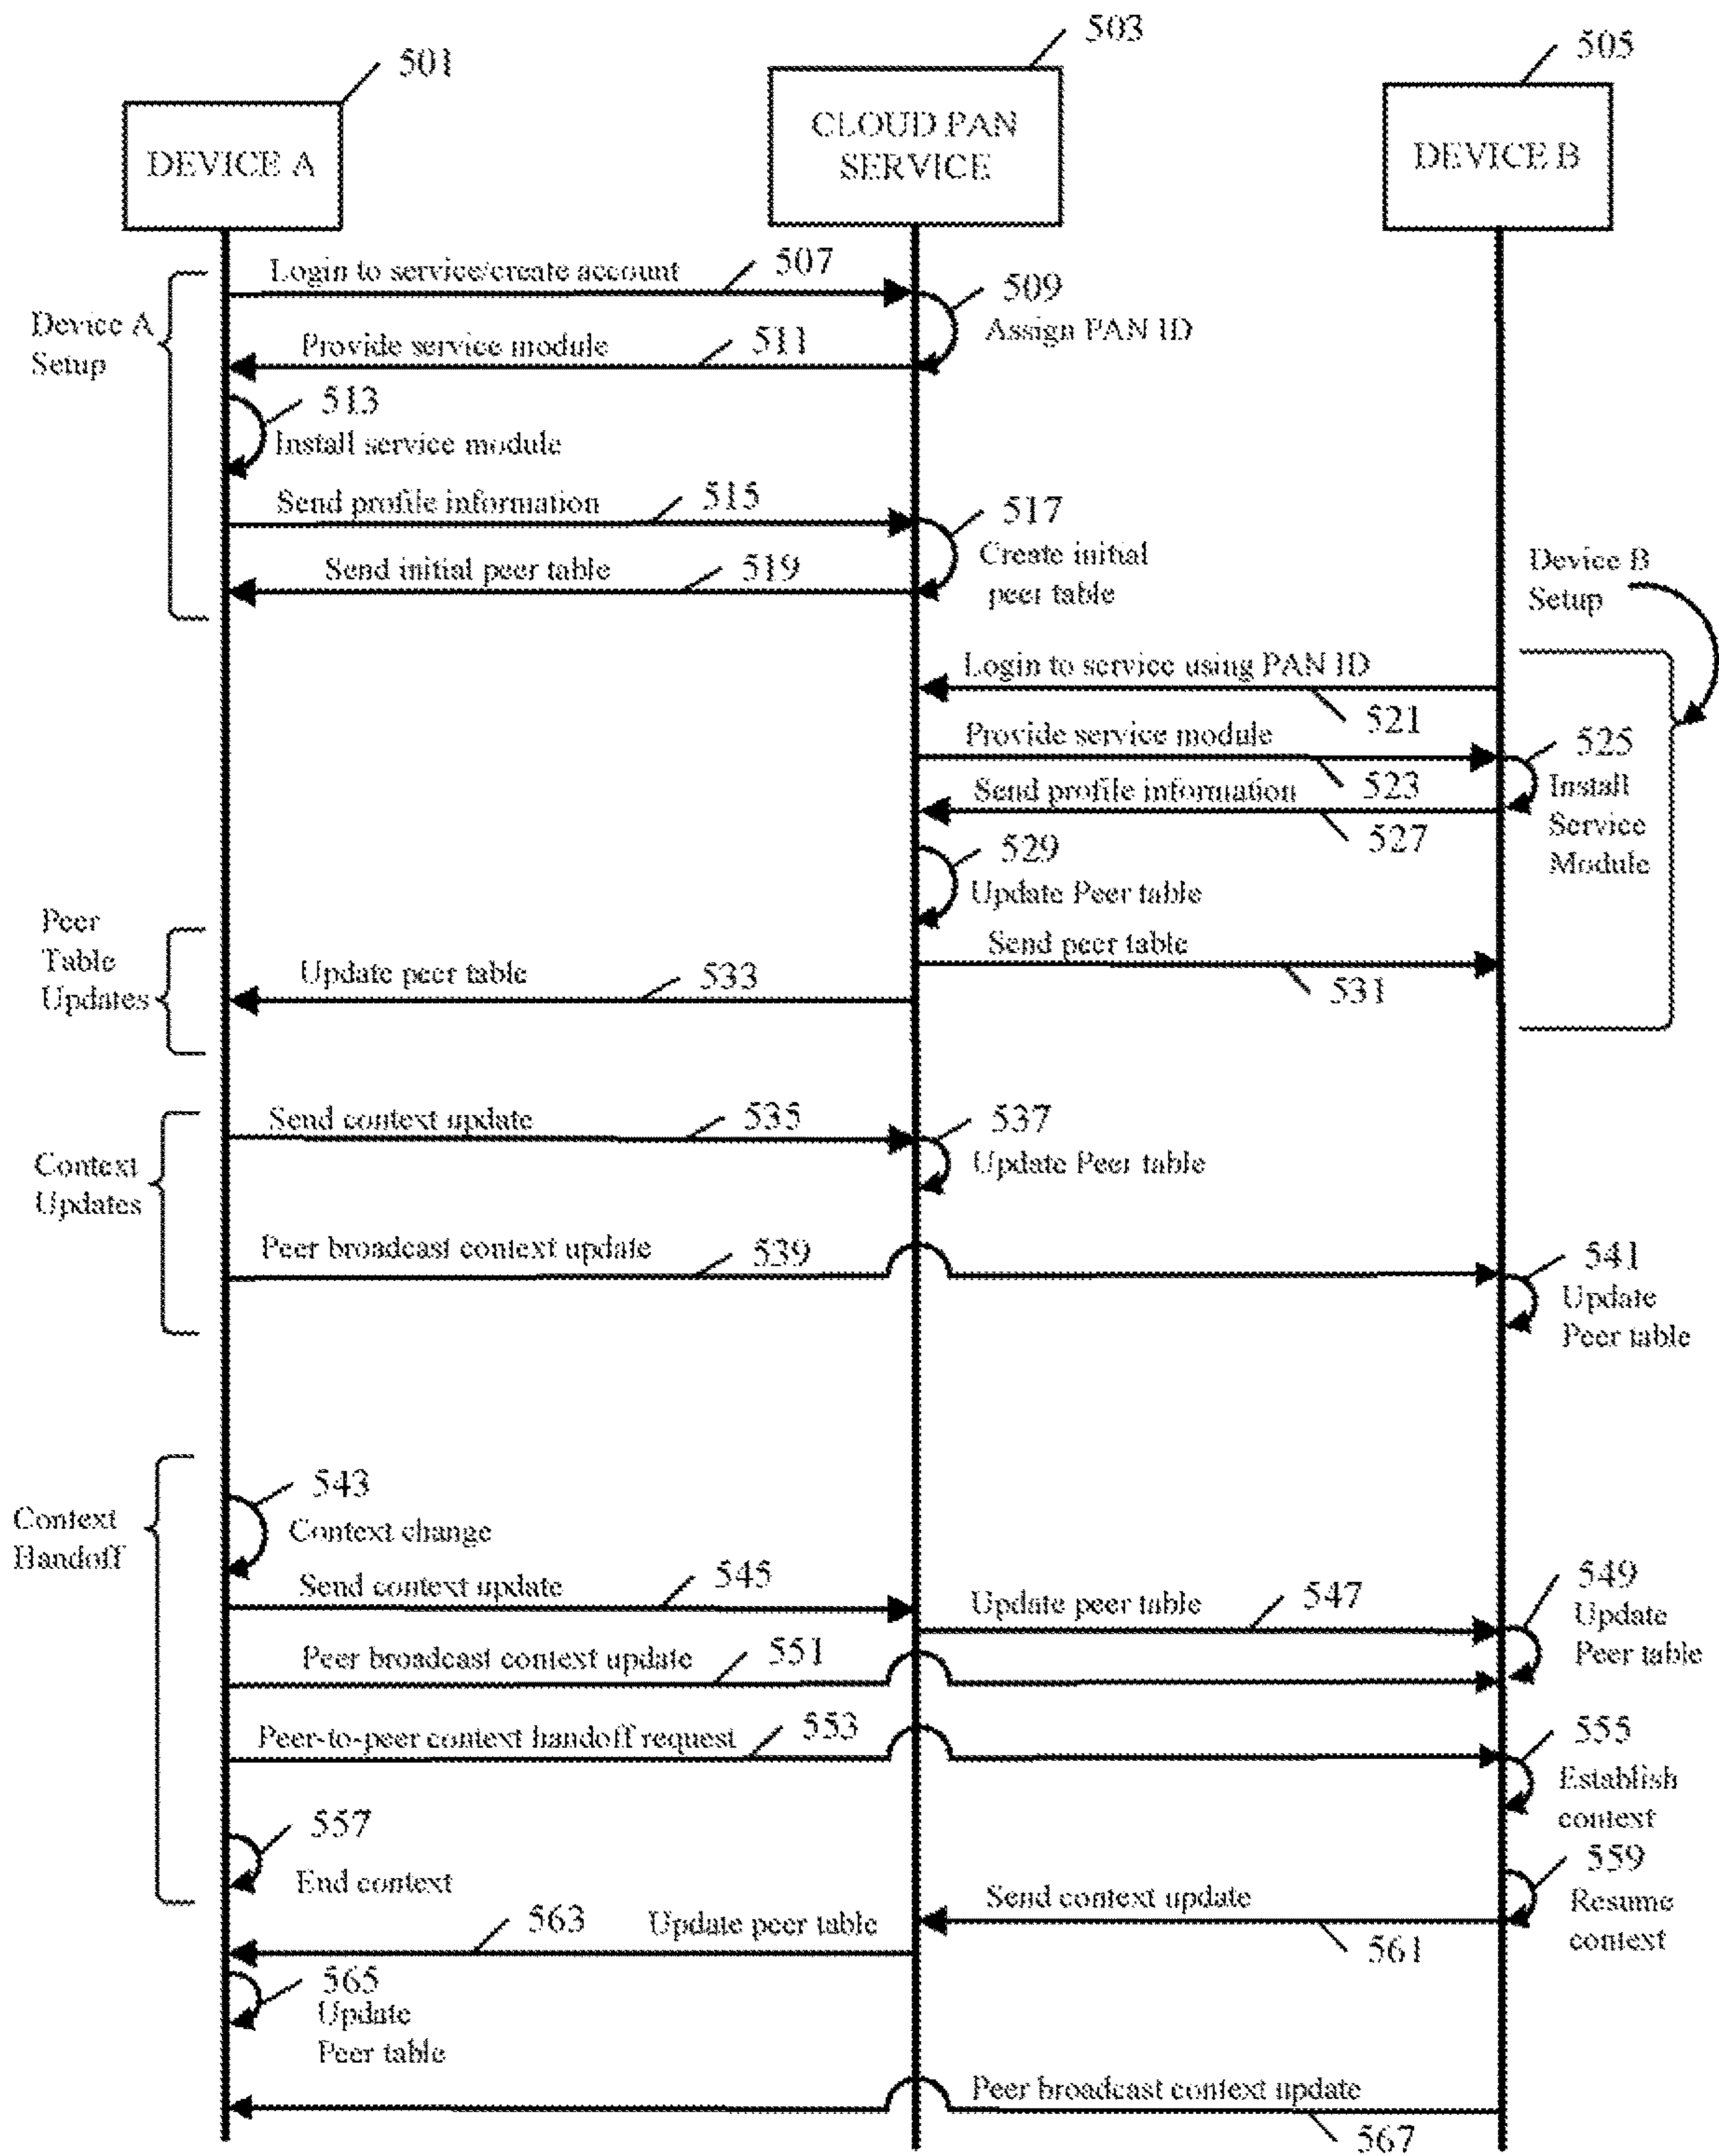 501
503
505
DEVICE A
CLOUD PAN
SERVICE
DEVICE B
Login to service/create account
507
509
Assign PAN ID
Device A
Setup
Provide service module
511
513
Install service module
Send profile information
515
517
Create initial
peer table
Send initial peer table
519
Device B
Setup
Login to service using PAN ID
521
Provide service module
523
525
Install
Service
Module
Send profile information
527
529
Update Peer table
Peer
Table
Updates
Send peer table
531
Update peer table
533
Send context update
535
537
Update Peer table
Context
Updates
Peer broadcast context update
539
541
Update
Peer table
543
Context change
Context
Handoff
Send context update
545
Update peer table
547
549
Update
Peer table
Peer broadcast context update
551
Peer-to-peer context handoff request
553
555
Establish
context
557
End context
559
Resume
context
Send context update
561
563
Update peer table
565
Update
Peer table
Peer broadcast context update
567